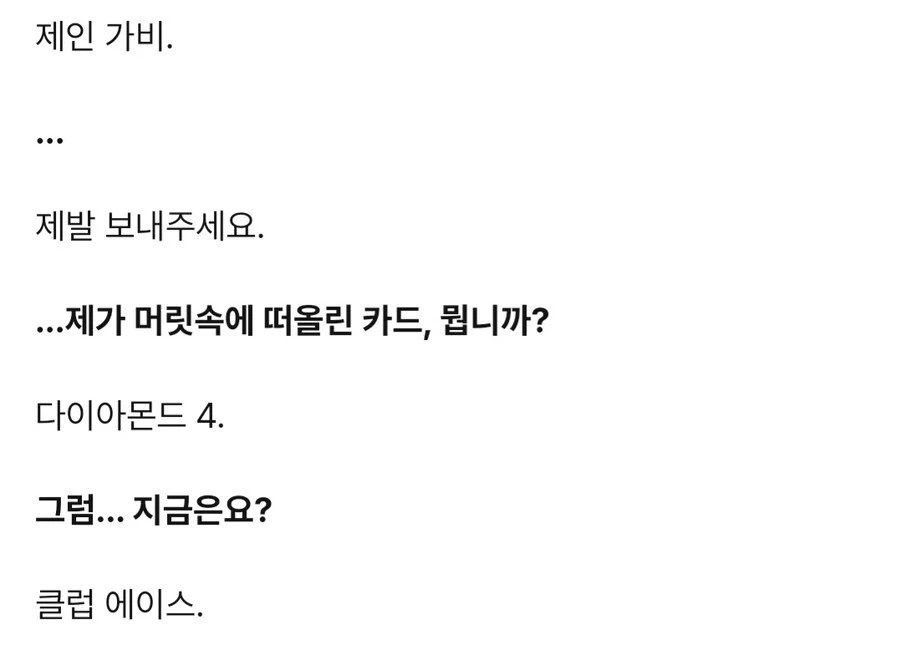 제인 가비.
...
제발 보내주세요.
...제가 머릿속에 떠올린 카드, 뭡니까?
다이아몬드 4.
그럼... 지금은요?
클럽 에이스.